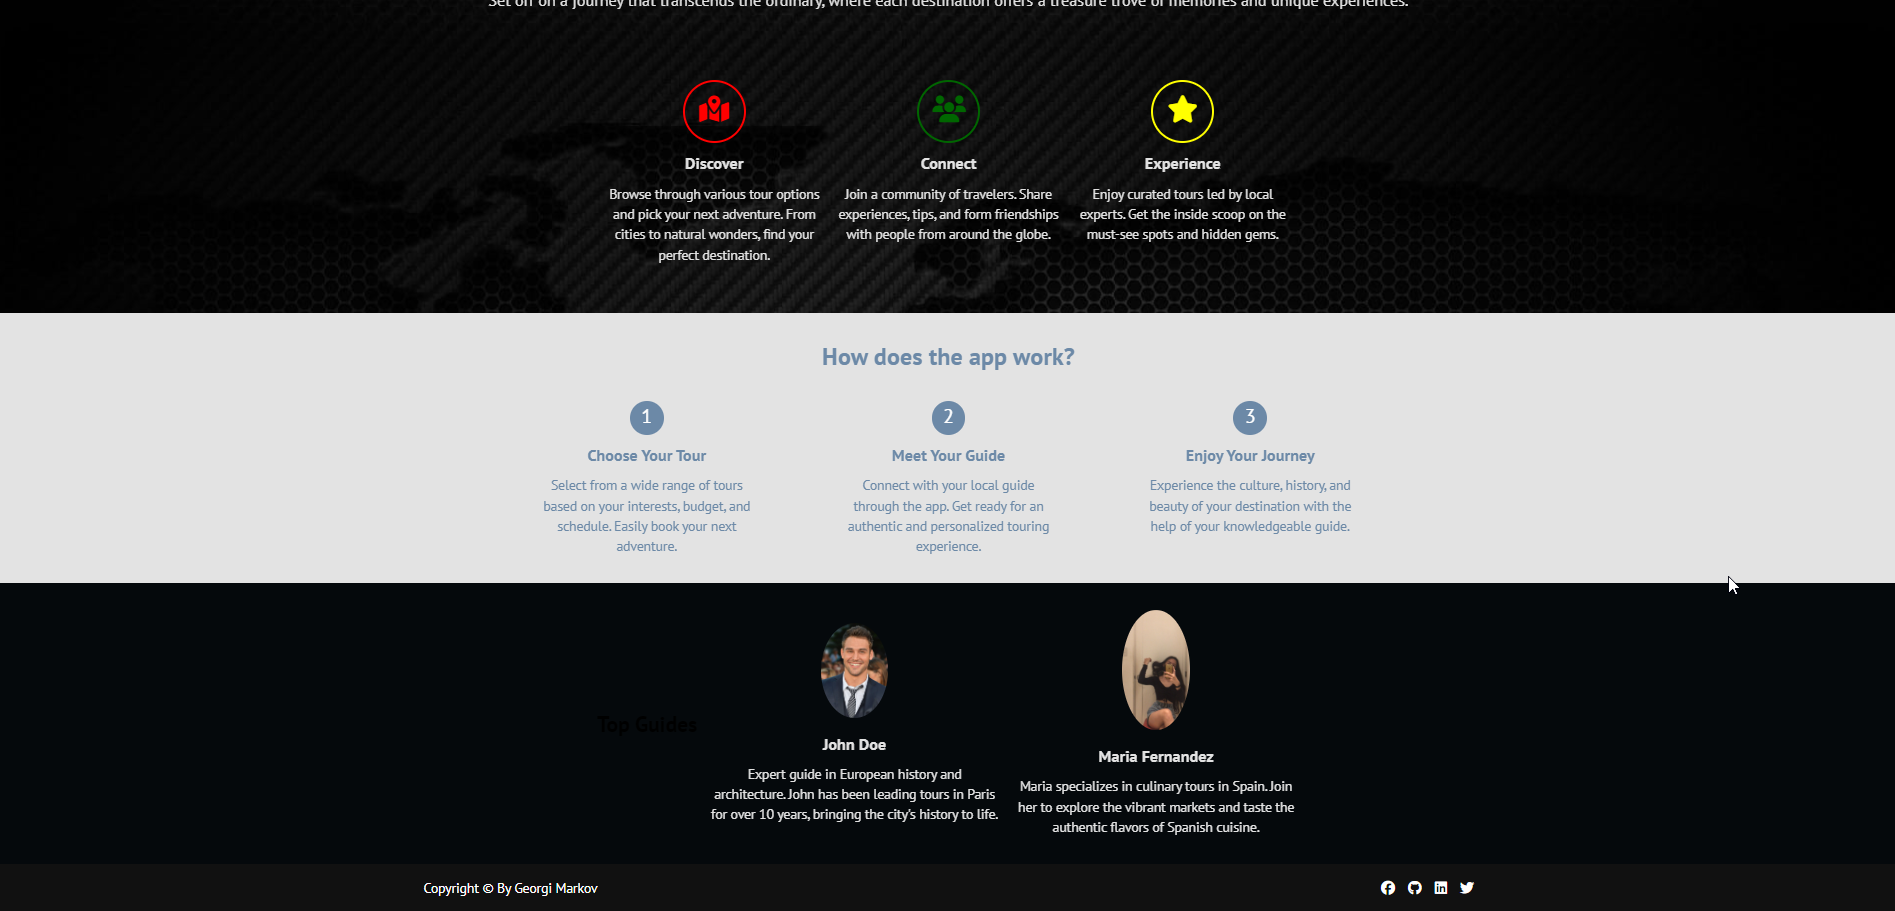 Set off on a journey that transcends the ordinary, where each destination offers a treasure trove of memories and unique experiences.
Discover
Browse through various tour options
and pick your next adventure. From
cities to natural wonders, find your
perfect destination.
Connect
Join a community of travelers. Share
experiences, tips, and form friendships
with people from around the globe.
Experience
Enjoy curated tours led by local
experts. Get the inside scoop on the
must-see spots and hidden gems.
How does the app work?
1
Choose Your Tour
Select from a wide range of tours
based on your interests, budget, and
schedule. Easily book your next
adventure.
2
Meet Your Guide
Connect with your local guide
through the app. Get ready for an
authentic and personalized touring
experience.
3
Enjoy Your Journey
Experience the culture, history, and
beauty of your destination with the
help of your knowledgeable guide.
Top Guides
John Doe
Expert guide in European history and
architecture. John has been leading tours in Paris
for over 10 years, bringing the city's history to life.
Maria Fernandez
Maria specializes in culinary tours in Spain. Join
her to explore the vibrant markets and taste the
authentic flavors of Spanish cuisine.
Copyright © By Georgi Markov